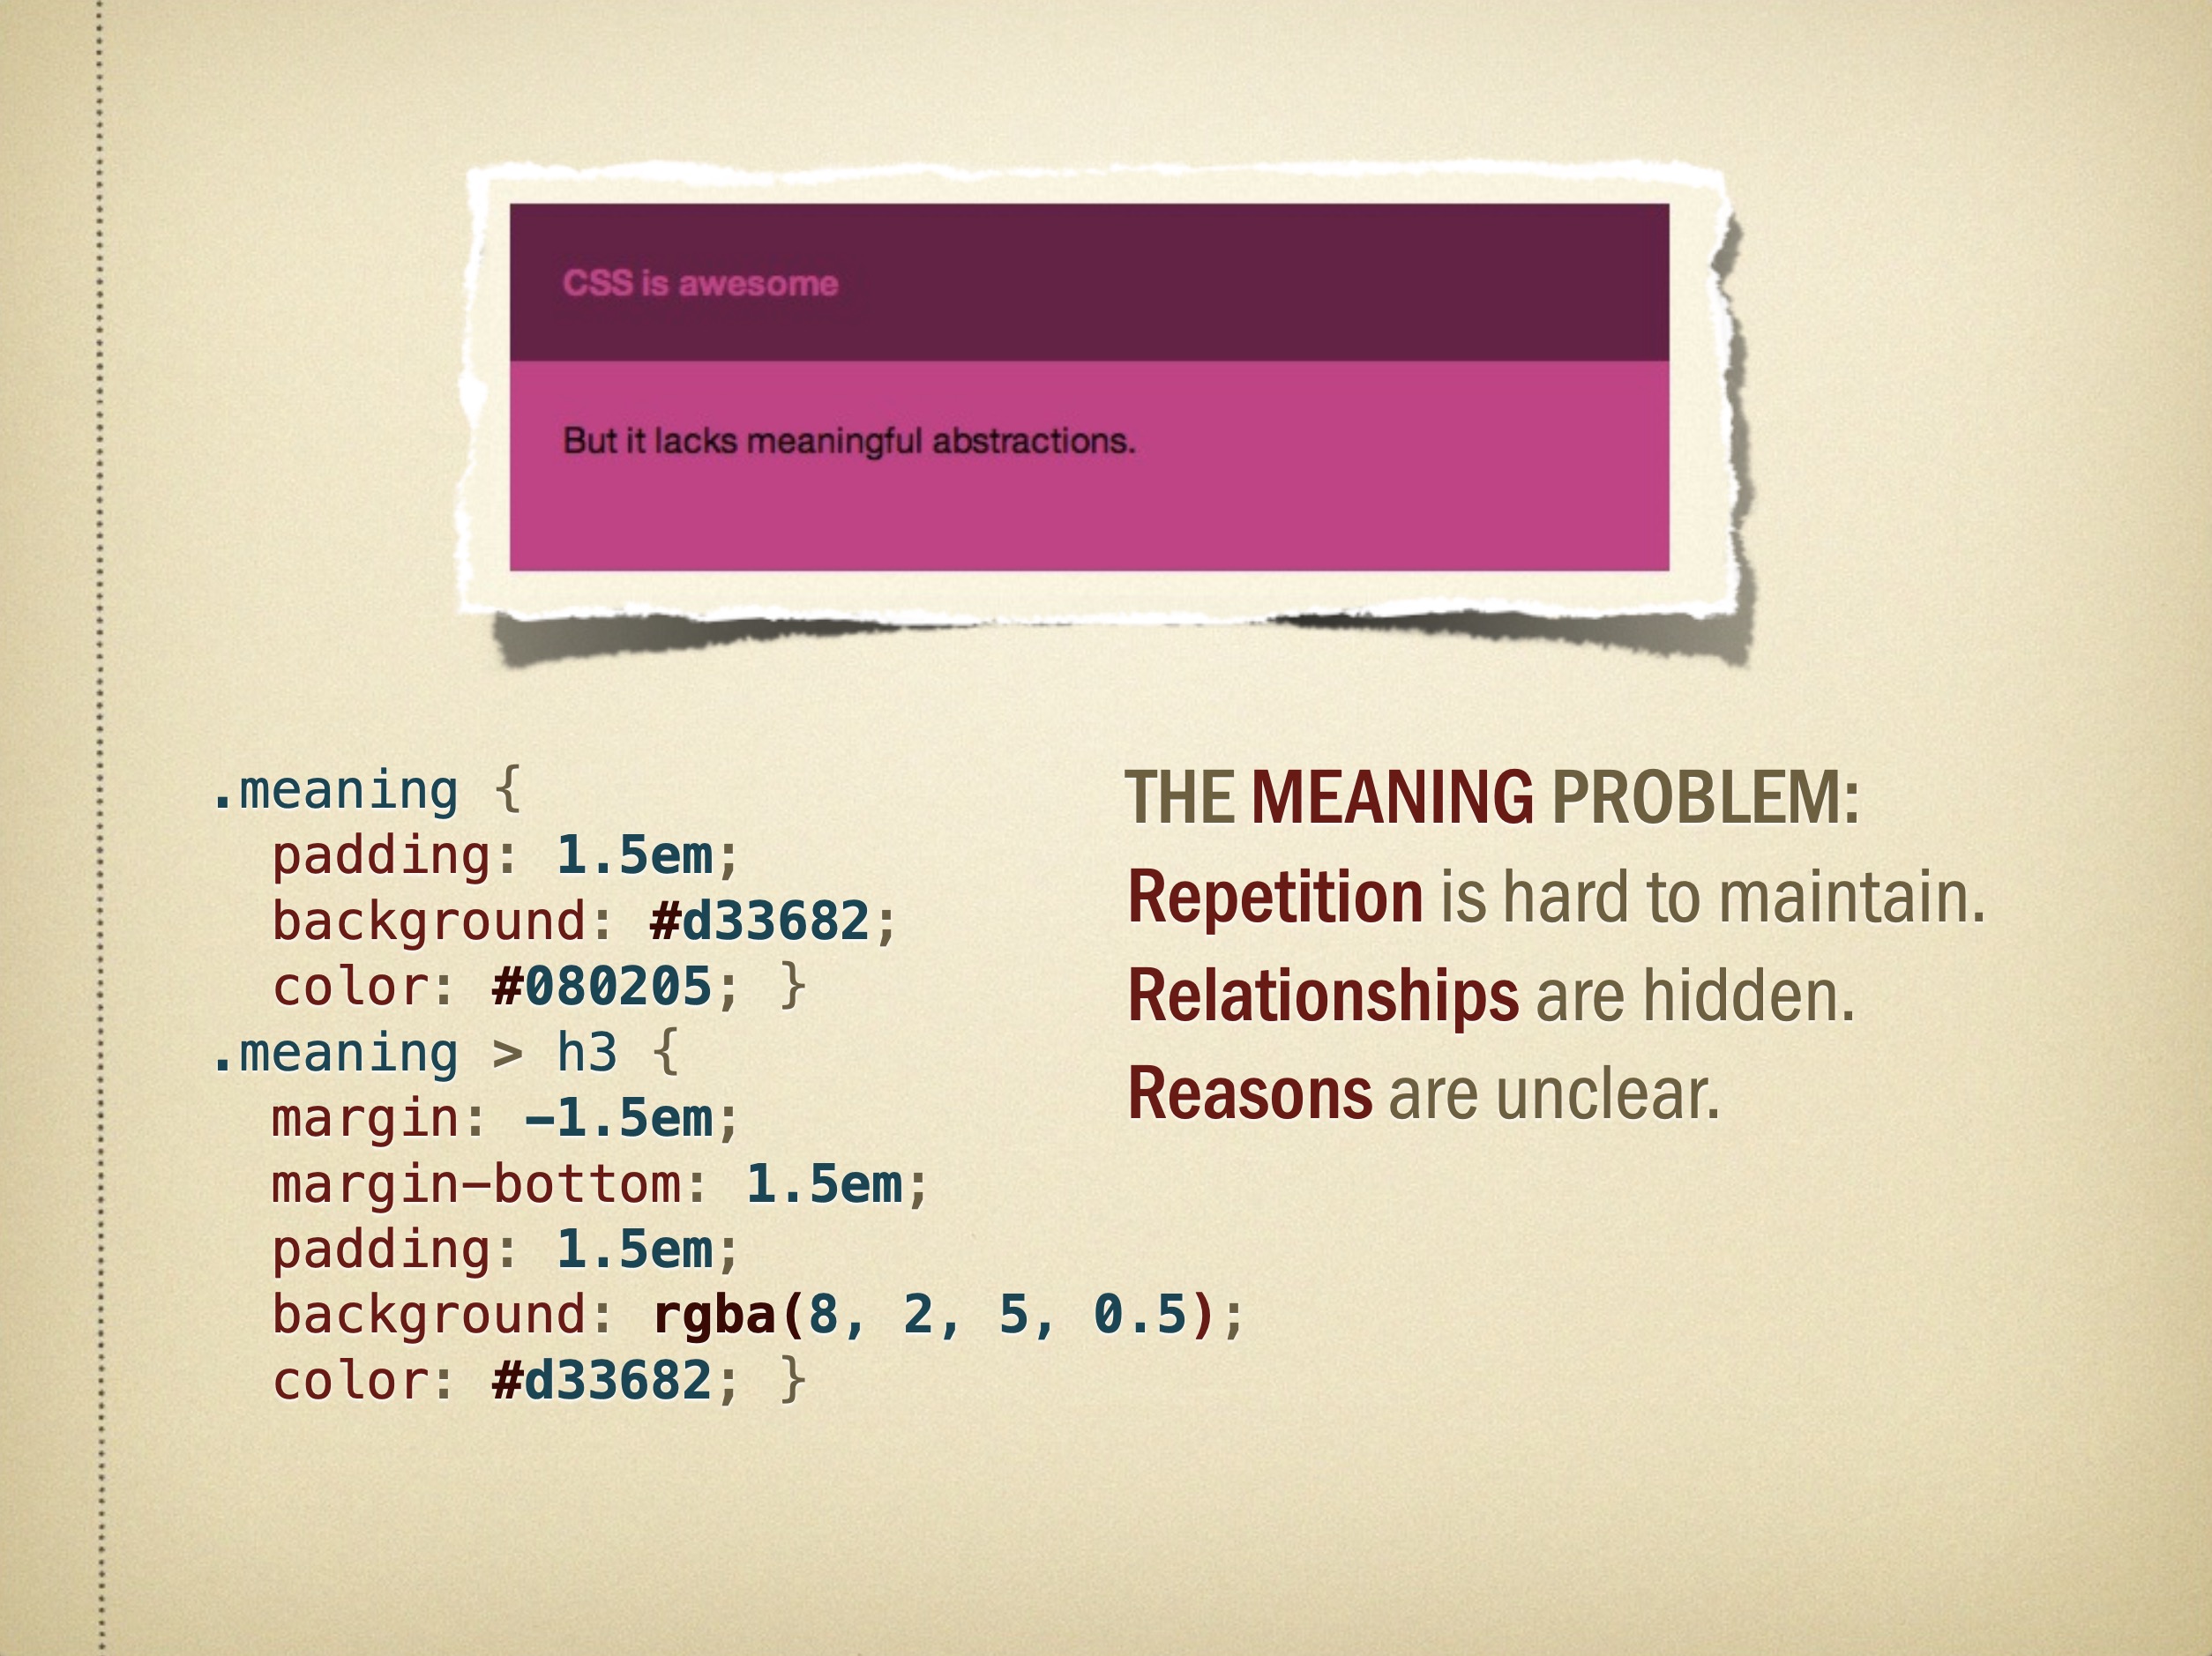 CSS is awesome
But it lacks meaningful abstractions.
.meaning {
  padding: 1.5em;
  background: #d33682;
  color: #080205; }
.meaning > h3 {
  margin: -1.5em;
  margin-bottom: 1.5em;
  padding: 1.5em;
  background: rgba(8, 2, 5, 0.5);
  color: #d33682; }
THE MEANING PROBLEM:
Repetition is hard to maintain.
Relationships are hidden.
Reasons are unclear.